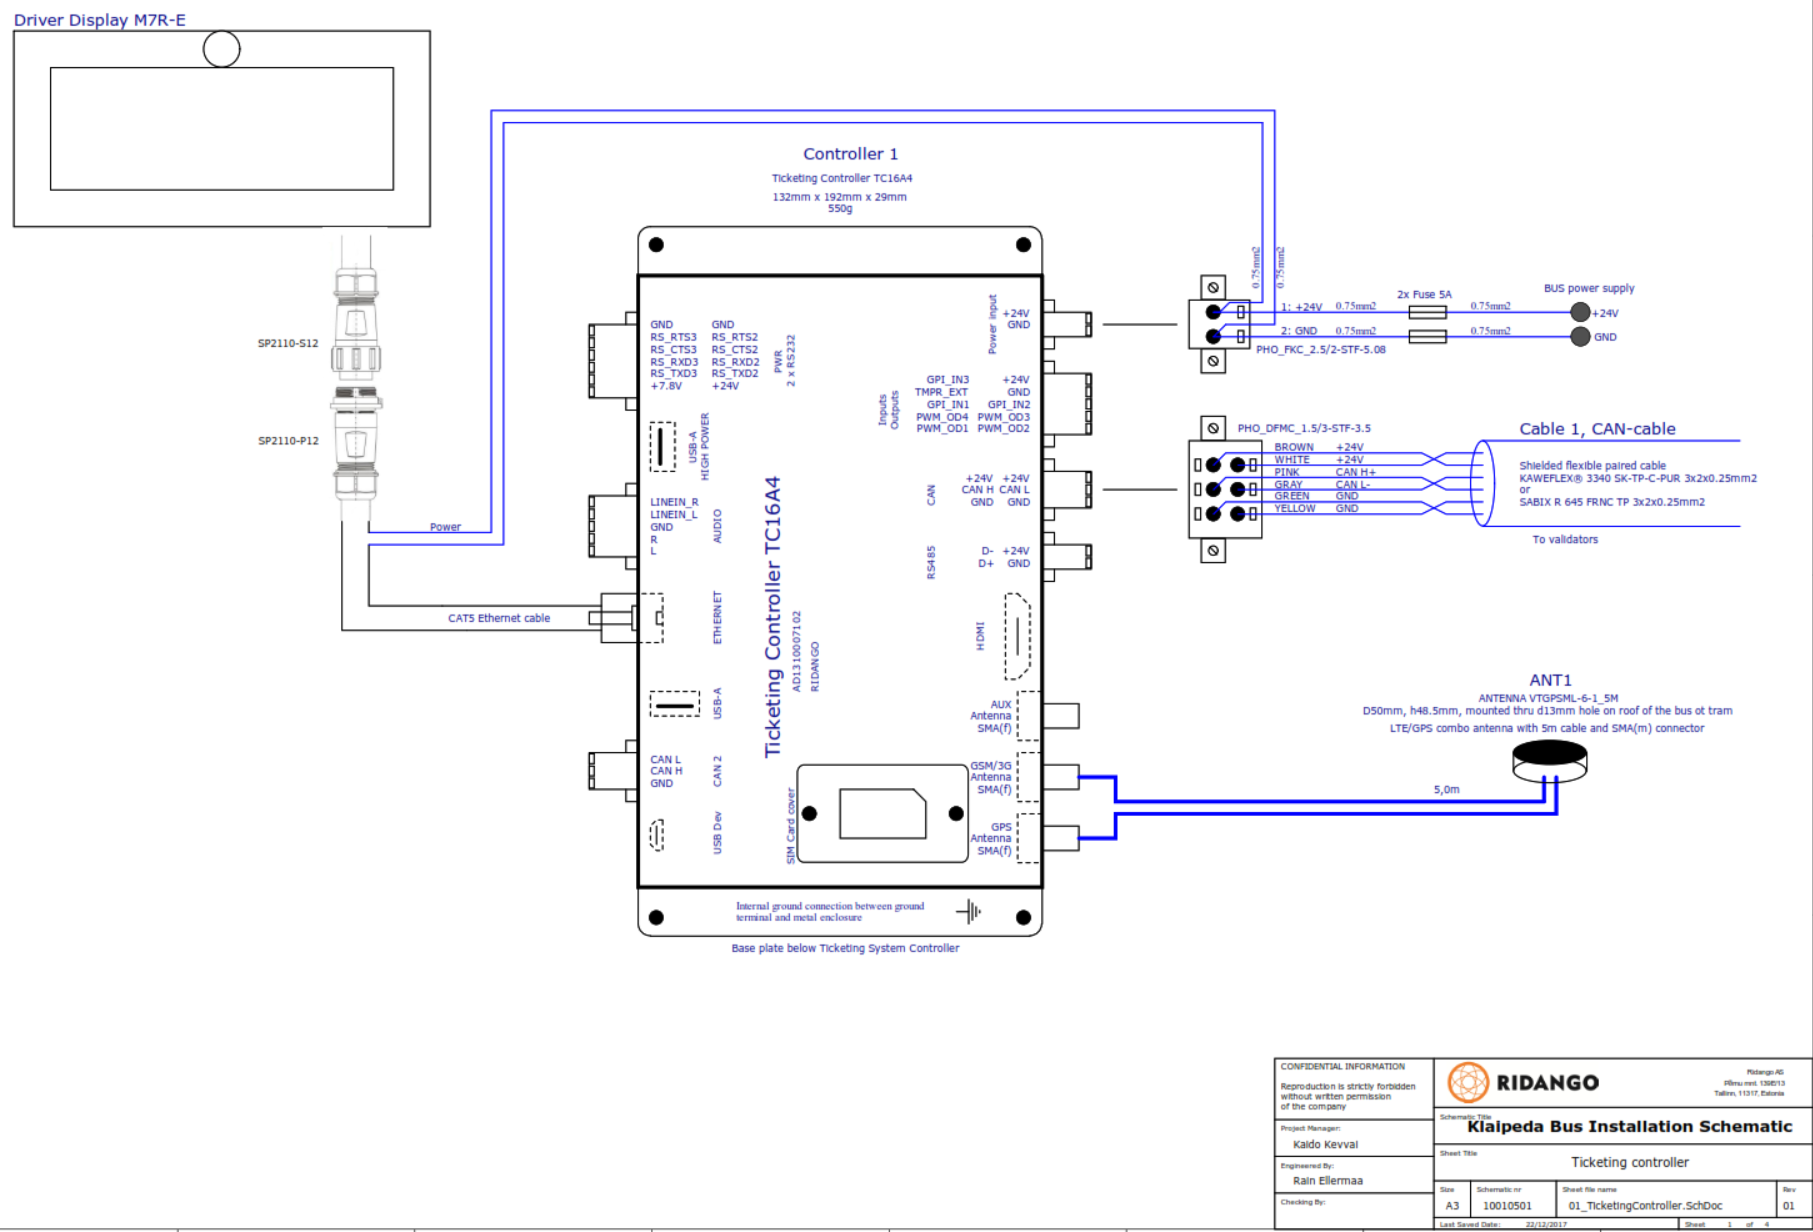 Driver Display M7R-E
Controller 1
Ticketing Controller TC16A4
132mm x 192mm x 29mm
550g
SP2110-S12
SP2110-P12
Power
CAT5 Ethernet cable
GND GND
RS_RTS3 RS_RTS2
RS_CTS3 RS_CTS2
RS_RXD3 RS_RXD2
RS_TXD3 RS_TXD2
+7.8V +24V
PWR
2 x RS232
USB-A
HIGH POWER
LINEIN_R
LINEIN_L
GND
R
L
AUDIO
ETHERNET
USB-A
CAN L
CAN H
GND
CAN 2
USB Dev
Ticketing Controller TC16A4
AD1310007102
RIDANGO
SIM Card cover
Power input
+24V
GND
Inputs
Outputs
GPI_IN3 +24V
TMPR_EXT GND
GPI_IN1 GPI_IN2
PWM_OD4 PWM_OD3
PWM_OD1 PWM_OD2
CAN
+24V +24V
CAN H CAN L
GND GND
RS485
D- +24V
D+ GND
HDMI
AUX
Antenna
SMA(f)
GSM/3G
Antenna
SMA(f)
GPS
Antenna
SMA(f)
Internal ground connection between ground
terminal and metal enclosure
Base plate below Ticketing System Controller
0.75mm2
0.75mm2
2x Fuse 5A
BUS power supply
1: +24V 0.75mm2 0.75mm2 +24V
2: GND 0.75mm2 0.75mm2 GND
PHO_FKC_2.5/2-STF-5.08
PHO_DFMC_1.5/3-STF-3.5
BROWN +24V
WHITE +24V
PINK CAN H+
GRAY CAN L-
GREEN GND
YELLOW GND
Cable 1, CAN-cable
Shielded flexible paired cable
KAWEFLEX® 3340 SK-TP-C-PUR 3x2x0.25mm2
or
SABIX R 645 FRNC TP 3x2x0.25mm2
To validators
ANT1
ANTENNA VTGPSML-6-1_5M
D50mm, h48.5mm, mounted thru d13mm hole on roof of the bus ot tram
LTE/GPS combo antenna with 5m cable and SMA(m) connector
5,0m
CONFIDENTIAL INFORMATION
Reproduction is strictly forbidden
without written permission
of the company
Project Manager:
Kaido Kevvai
Engineered By:
Rain Ellermaa
Checking By:
RIDANGO
Ridango AS
Pärnu mnt. 139E/13
Tallinn, 11317, Estonia
Schematic Title
Klaipeda Bus Installation Schematic
Sheet Title
Ticketing controller
Size Schematic nr Sheet file name Rev
A3 10010501 01_TicketingController.SchDoc 01
Last Saved Date: 22/12/2017 Sheet 1 of 4